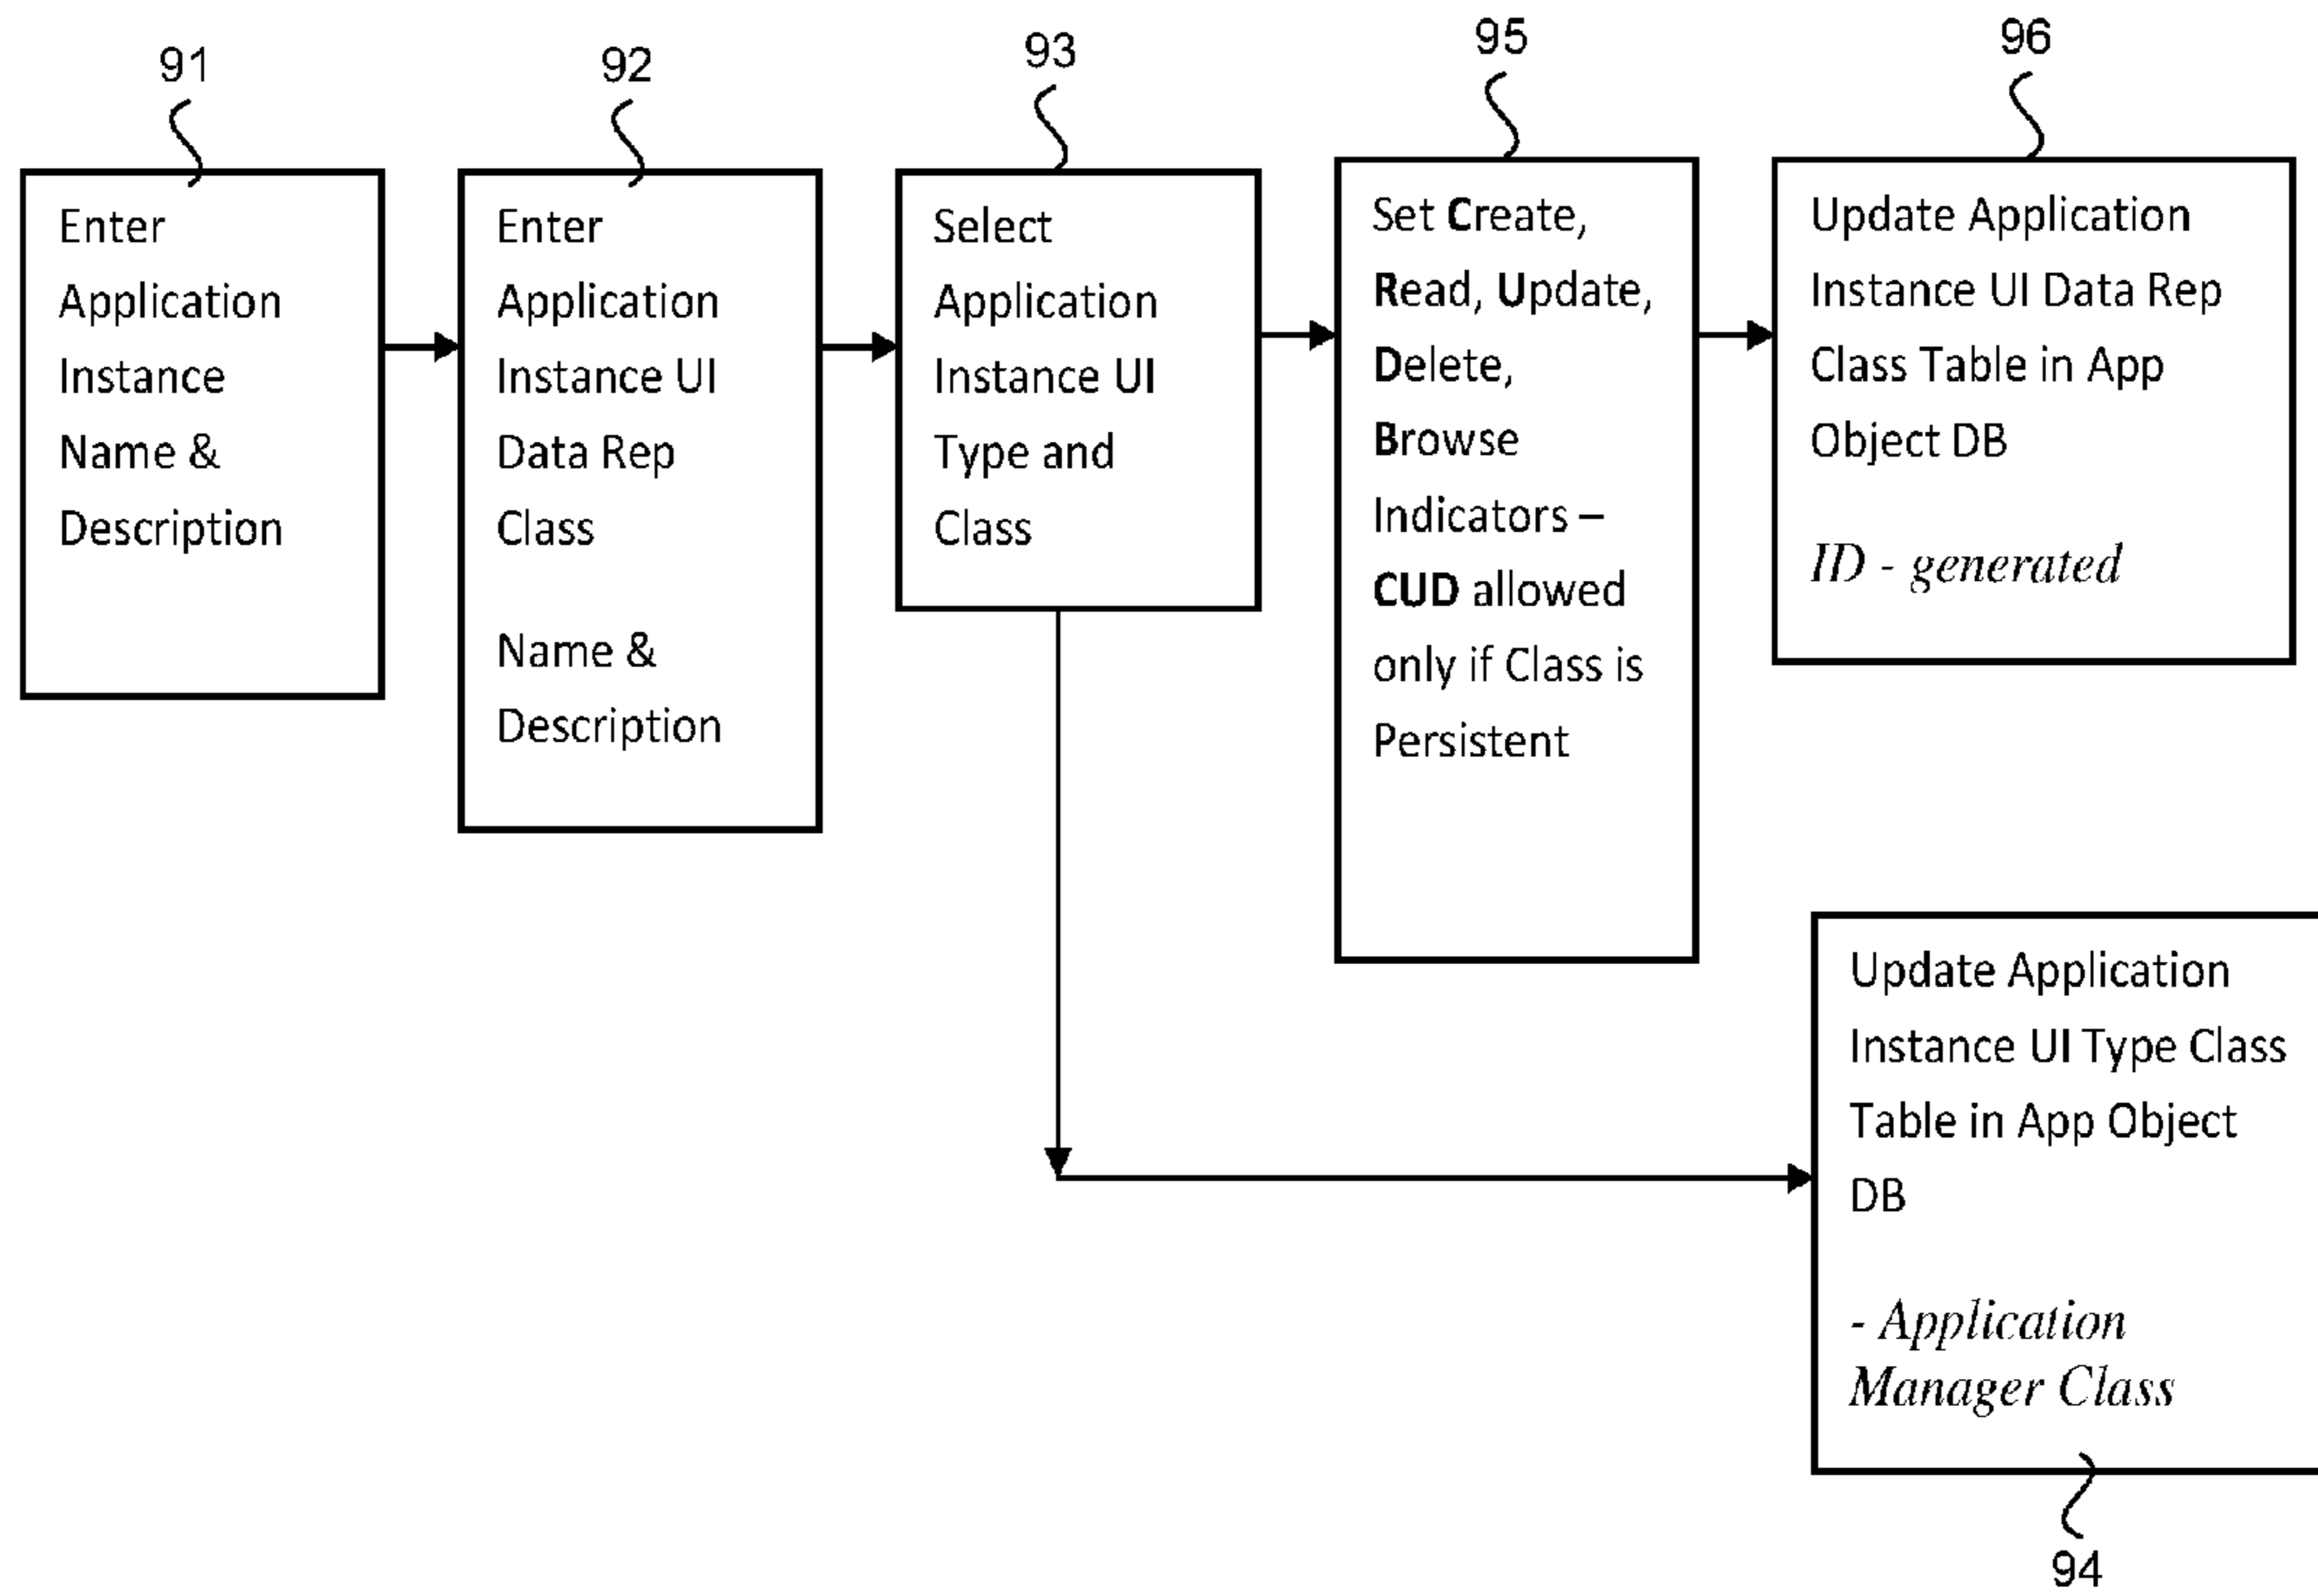 91
Enter
Application
Instance
Name &
Description
92
Enter
Application
Instance UI
Data Rep
Class
Name &
Description
93
Select
Application
Instance UI
Type and
Class
95
Set Create,
Read, Update,
Delete,
Browse
Indicators –
CUD allowed
only if Class is
Persistent
96
Update Application
Instance UI Data Rep
Class Table in App
Object DB
ID - generated
Update Application
Instance UI Type Class
Table in App Object
DB
- Application
Manager Class
94